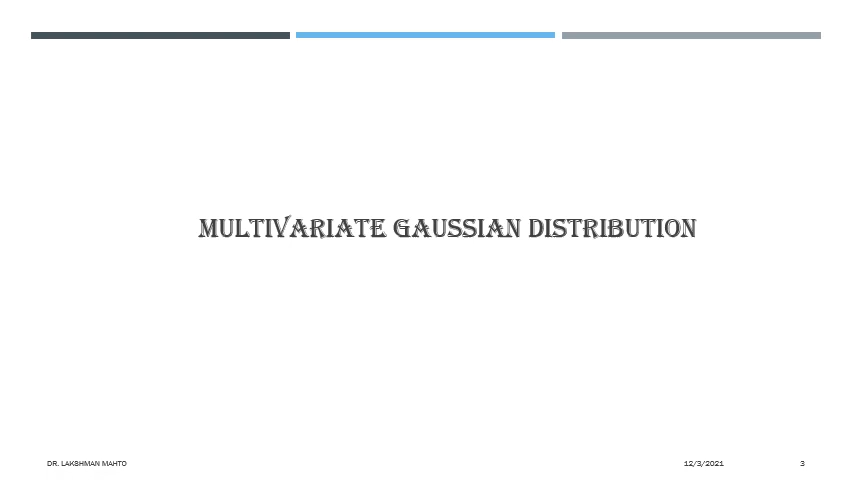 MULTIVARIATE GAUSSIAN DISTRIBUTION
DR. LAKSHMAN MAHTO
12/3/2021
3